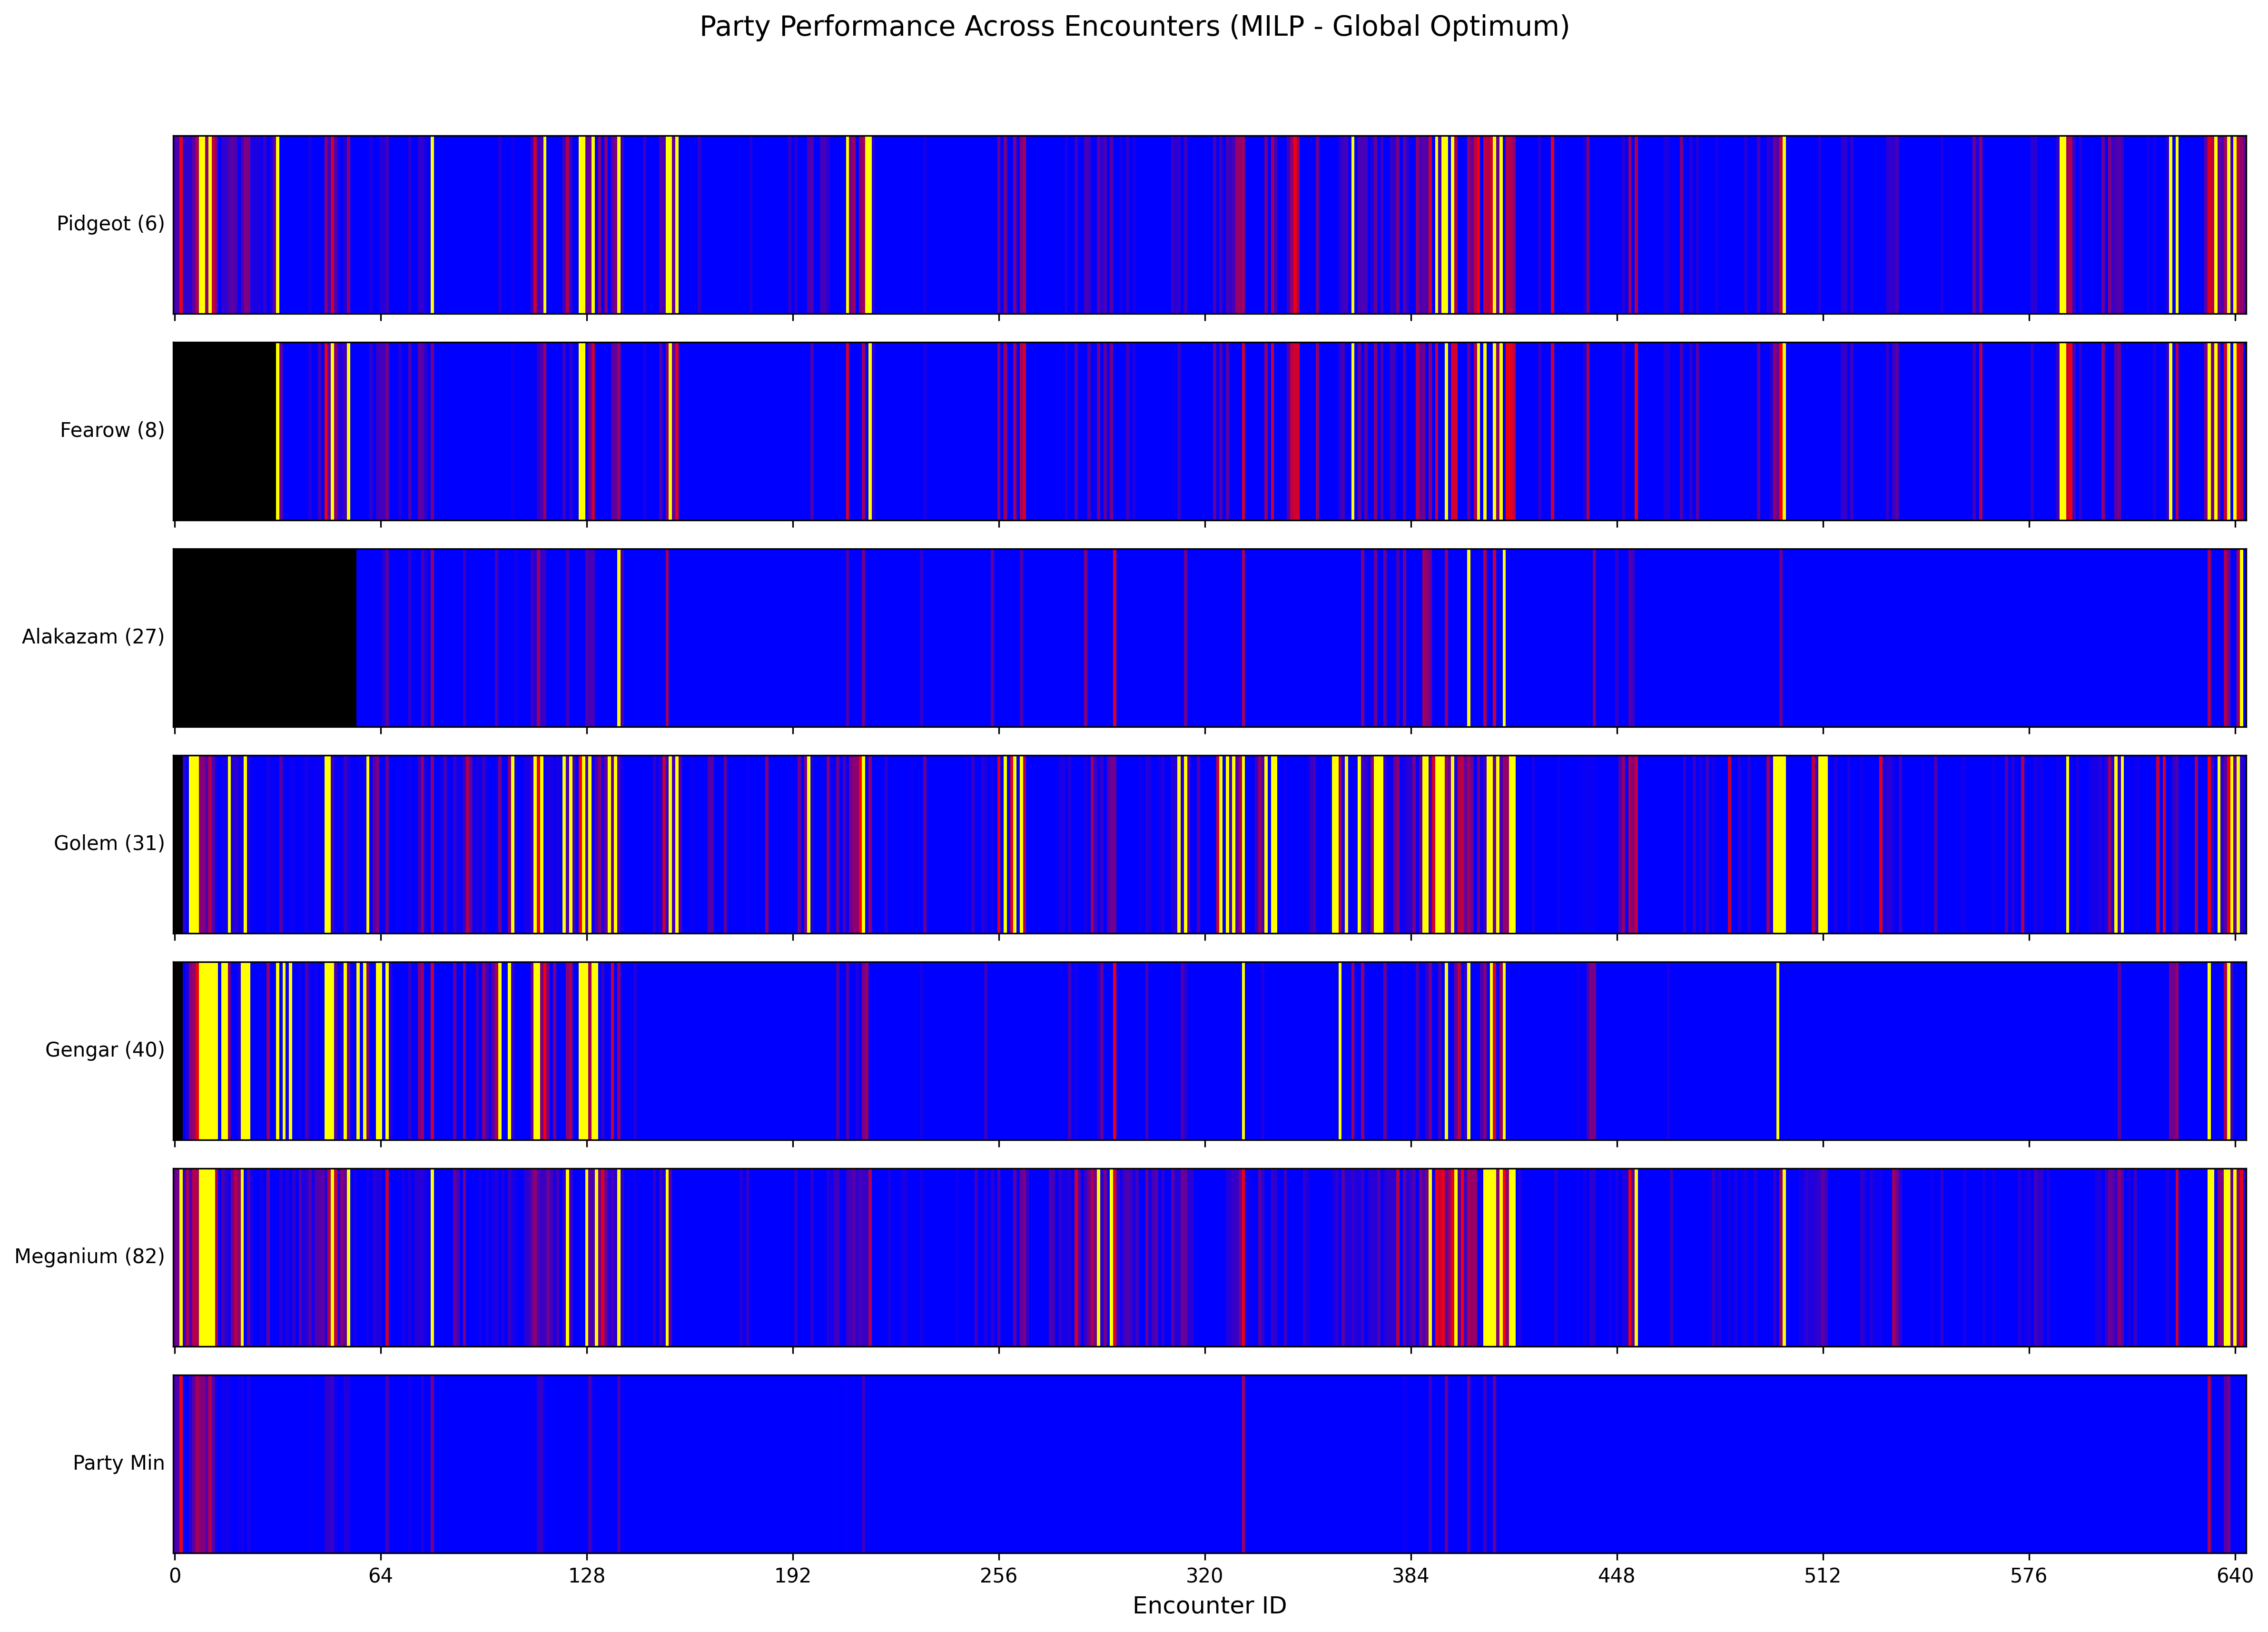 Party Performance Across Encounters (MILP - Global Optimum)
Pidgeot (6)
Fearow (8)
Alakazam (27)
Golem (31)
Gengar (40)
Meganium (82)
Party Min
0 64 128 192 256 320 384 448 512 576 640
Encounter ID